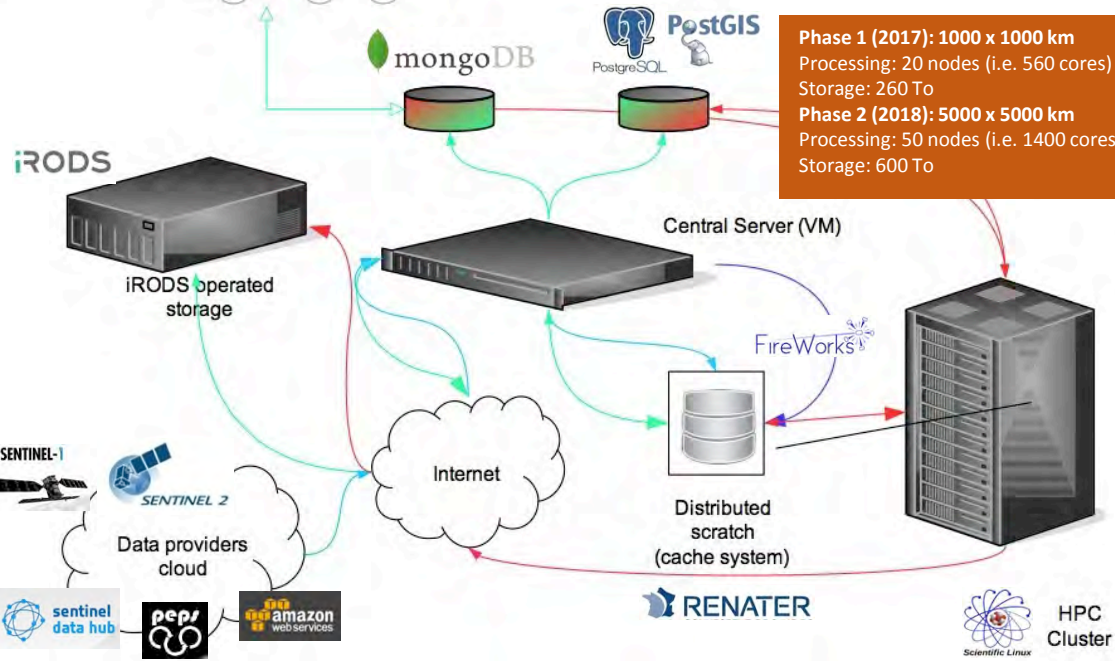 mongoDB
PostgreSQL
PostGIS
Phase 1 (2017): 1000 x 1000 km
Processing: 20 nodes (i.e. 560 cores)
Storage: 260 To
Phase 2 (2018): 5000 x 5000 km
Processing: 50 nodes (i.e. 1400 cores
Storage: 600 To
iRODS
Central Server (VM)
iRODS operated
storage
FireWorks
SENTINEL-1
SENTINEL 2
Internet
Data providers
cloud
Distributed
scratch
(cache system)
sentinel
data hub
peps
amazon
webservices
RENATER
Scientific Linux
HPC
Cluster